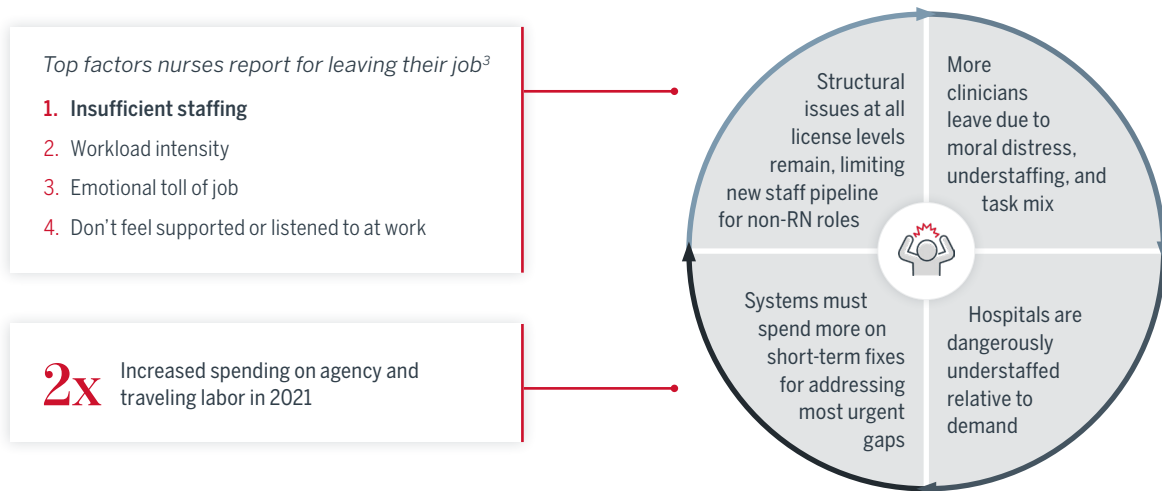 Top factors nurses report for leaving their job³
1. Insufficient staffing
2. Workload intensity
3. Emotional toll of job
4. Don't feel supported or listened to at work
2x
Increased spending on agency and
traveling labor in 2021
Structural
issues at all
license levels
remain, limiting
new staff pipeline
for non-RN roles
More
clinicians
leave due to
moral distress,
understaffing, and
task mix
Hospitals are
dangerously
understaffed
relative to
demand
Systems must
spend more on
short-term fixes
for addressing
most urgent
gaps